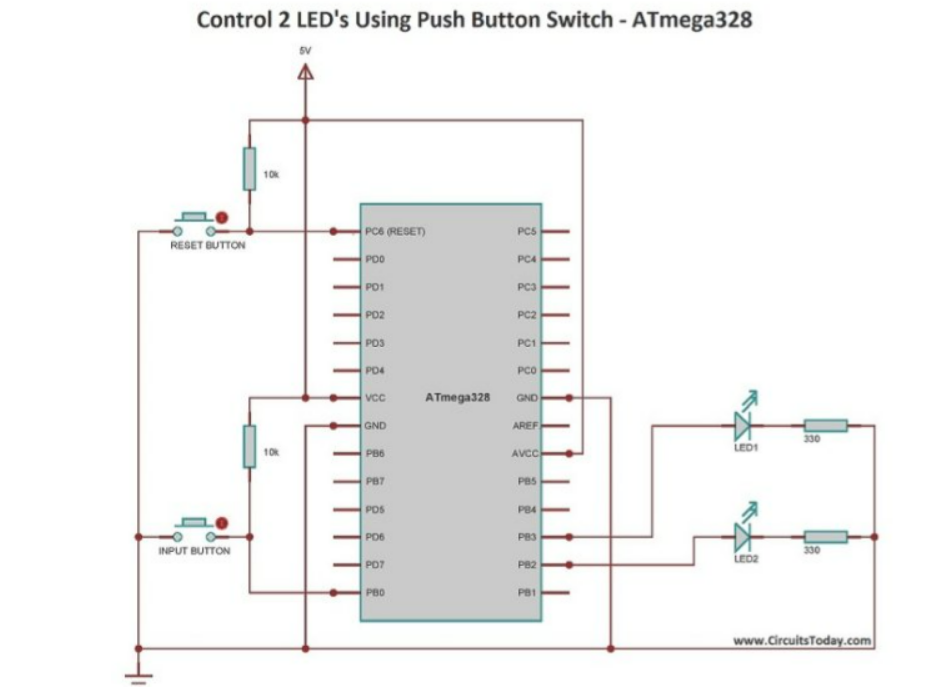 Control 2 LED's Using Push Button Switch - ATmega328
5V
10k
RESET BUTTON
PC6 (RESET)
PD0
PD1
PD2
PD3
PD4
VCC
GND
PB6
PB7
PD5
PD6
PD7
PB0
ATmega328
PC5
PC4
PC3
PC2
PC1
PC0
GND
AREF
AVCC
PB5
PB4
PB3
PB2
PB1
10k
INPUT BUTTON
LED1
330
LED2
330
www.CircuitsToday.com